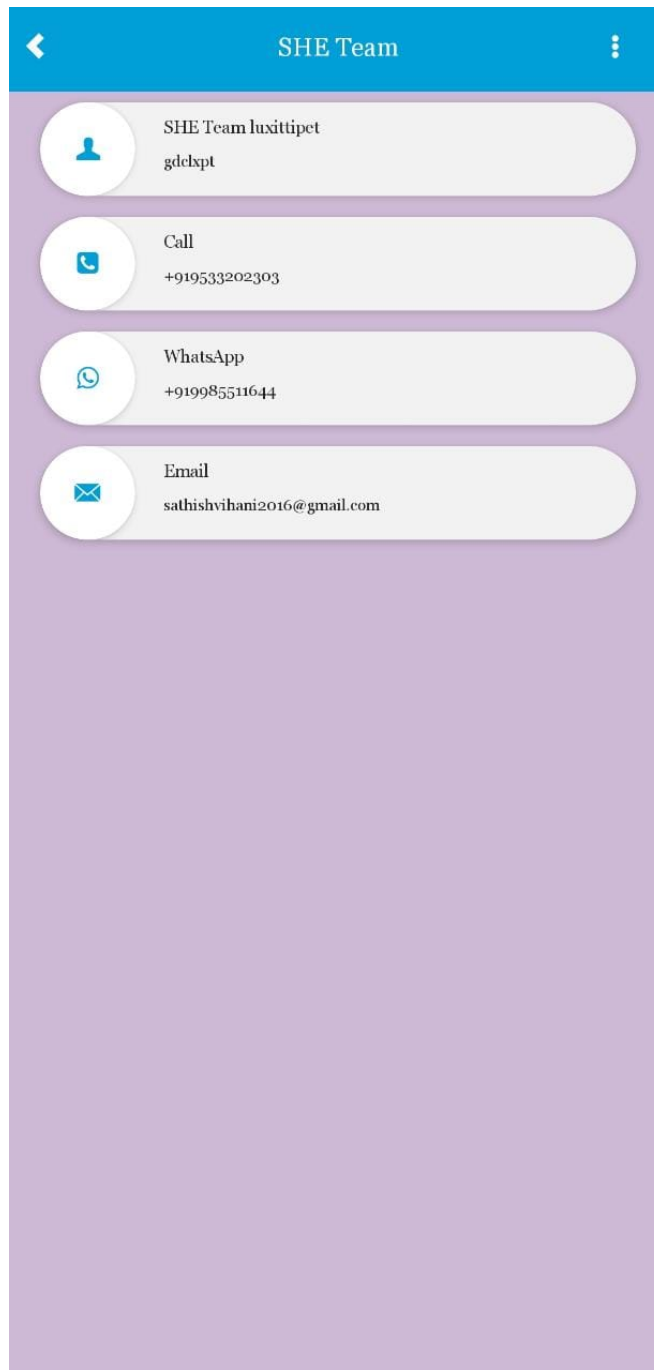 SHE Team
SHE Team luxittipet
gdclxpt
Call
+919533202303
WhatsApp
+919985511644
Email
sathishvihani2016@gmail.com